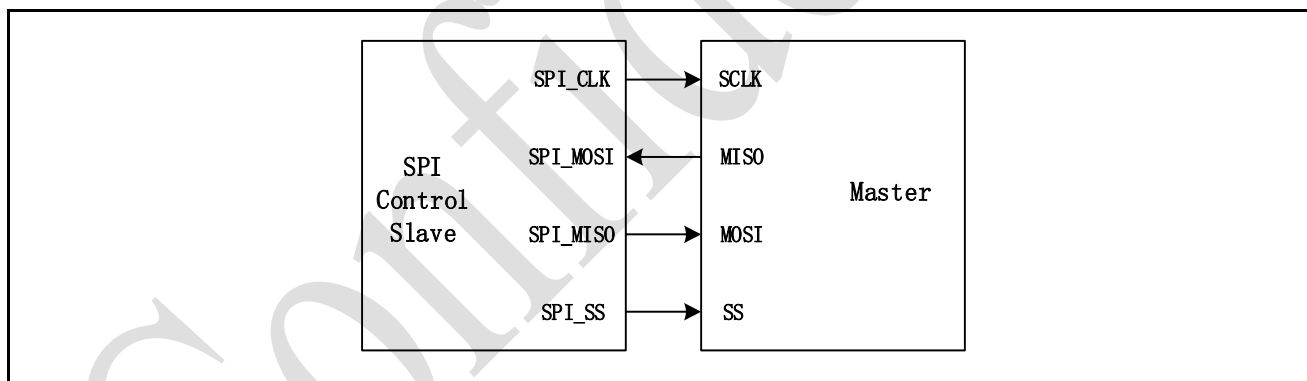 SPI_CLK SCLK
SPI_MOSI MISO
SPI
Control
Slave
Master
SPI_MISO MOSI
SPI_SS SS